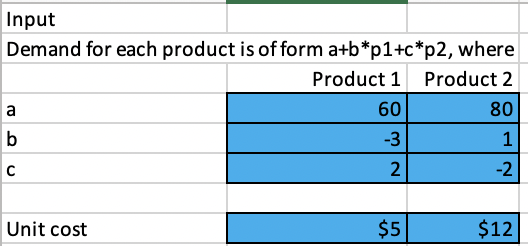 Input
Demand for each product is of form a+b*p1+c*p2, where
Product 1 Product 2
a 60 80
b -3 1
c 2 -2
Unit cost $5 $12